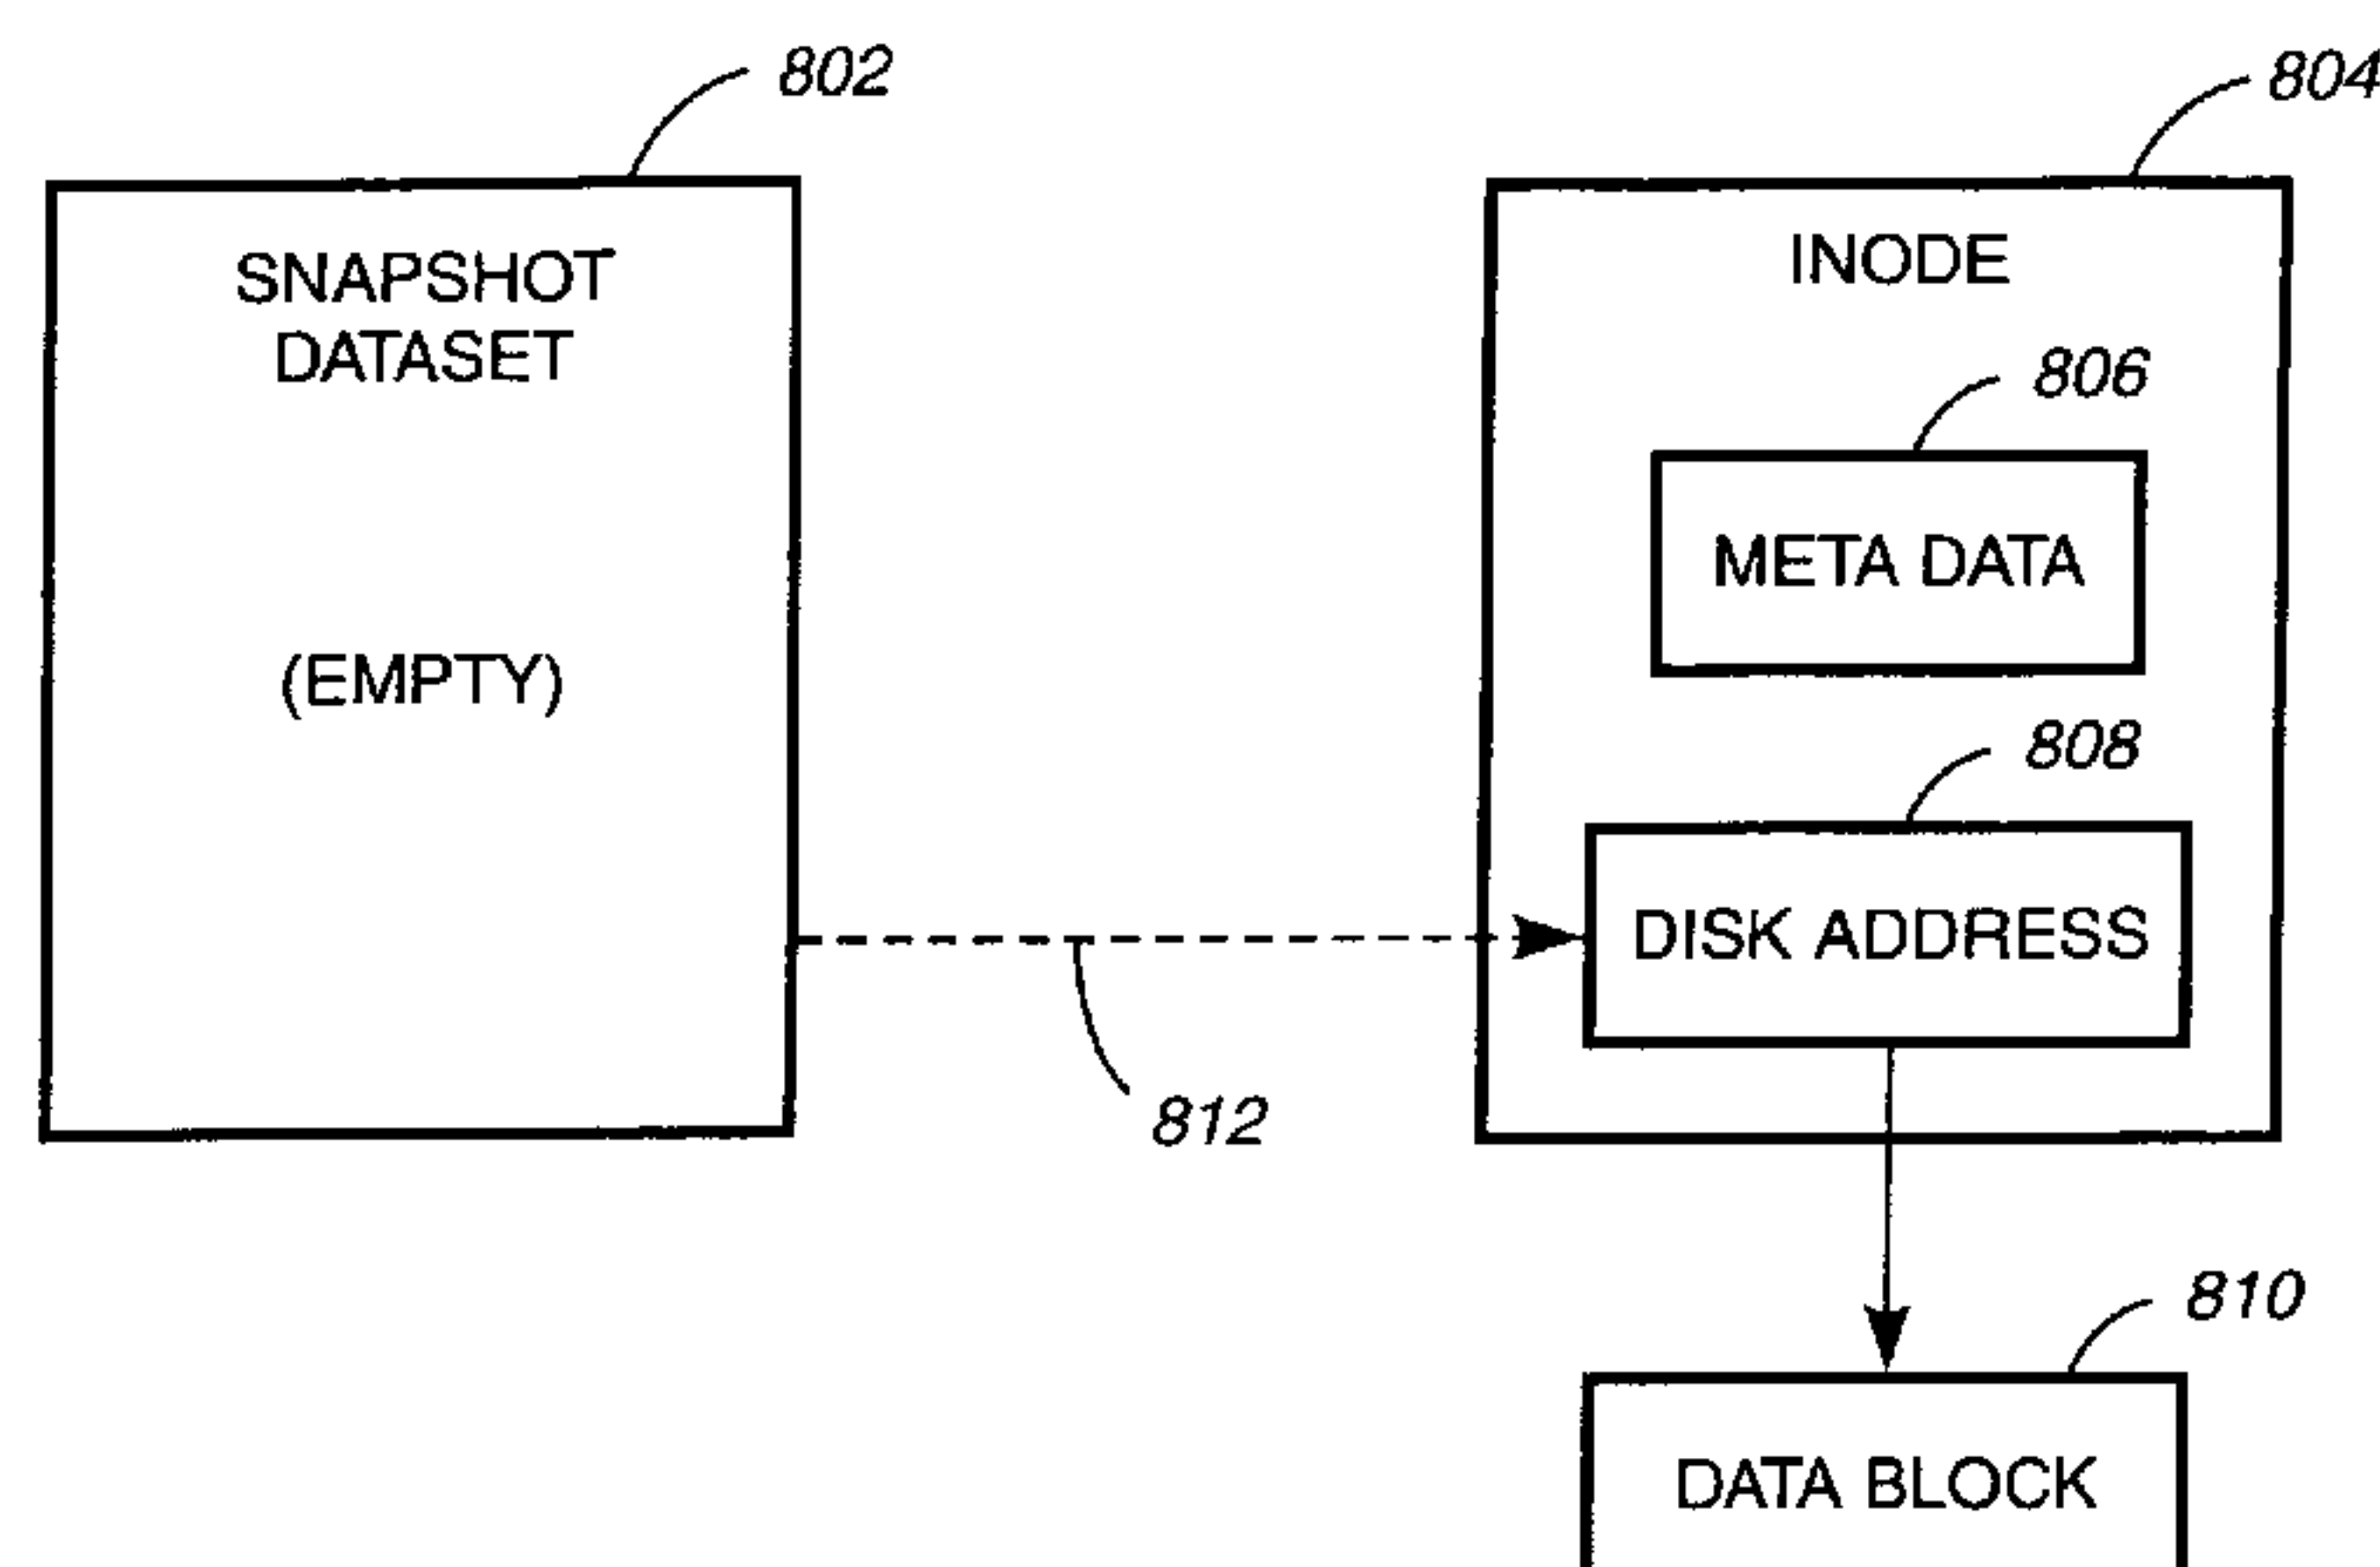 802
804
SNAPSHOT
DATASET
(EMPTY)
INODE
806
META DATA
808
DISK ADDRESS
812
810
DATA BLOCK